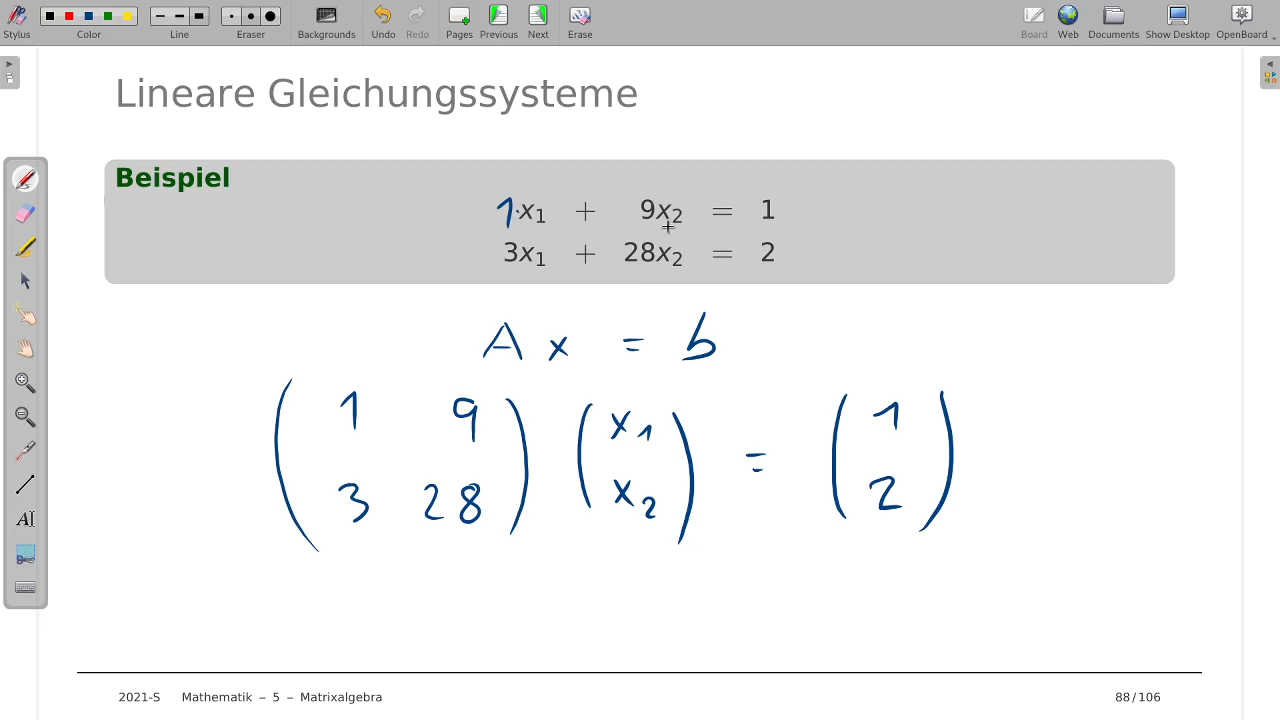 Stylus Color Line Eraser Backgrounds Undo Redo Pages Previous Next Erase Board Web Documents Show Desktop OpenBoard
Lineare Gleichungssysteme
Beispiel
1·x₁ + 9x₂ = 1
3x₁ + 28x₂ = 2
A x = b
( 1 9 ) ( x₁ ) = ( 1 )
( 3 28 ) ( x₂ ) ( 2 )
AI
2021-S Mathematik – 5 – Matrixalgebra 88/106